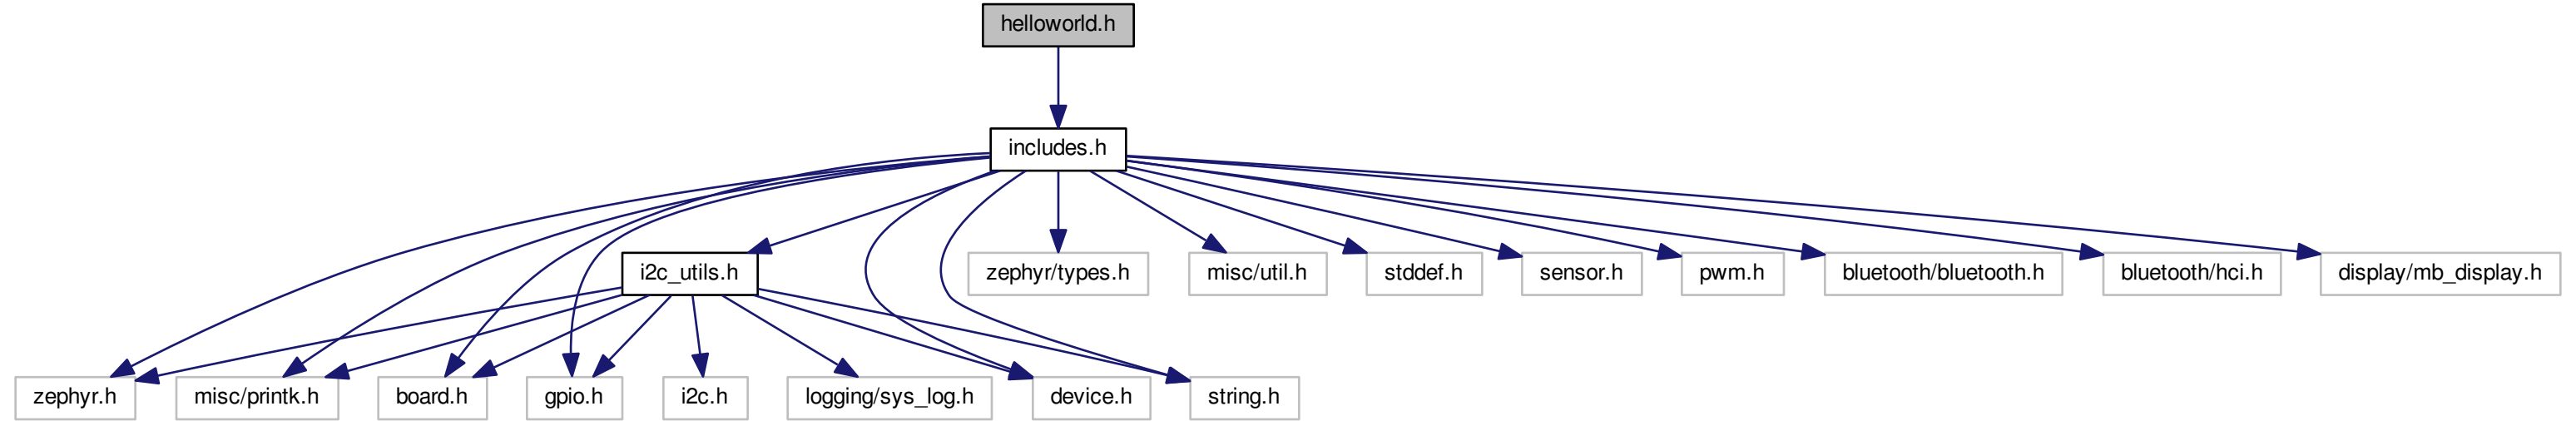 helloworld.h
includes.h
i2c_utils.h
zephyr/types.h
misc/util.h
stddef.h
sensor.h
pwm.h
bluetooth/bluetooth.h
bluetooth/hci.h
display/mb_display.h
zephyr.h
misc/printk.h
board.h
gpio.h
i2c.h
logging/sys_log.h
device.h
string.h